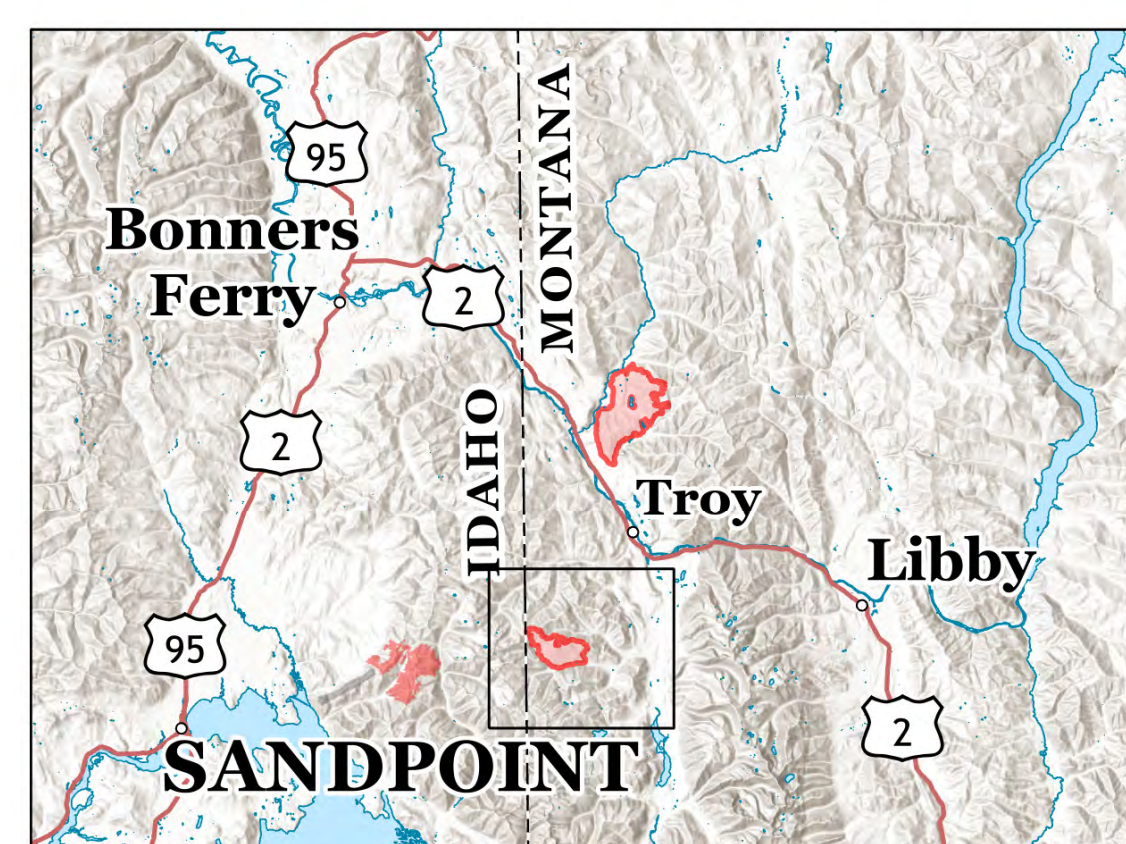 95
MONTANA
Bonners
Ferry
2
IDAHO
2
Troy
Libby
95
2
SANDPOINT